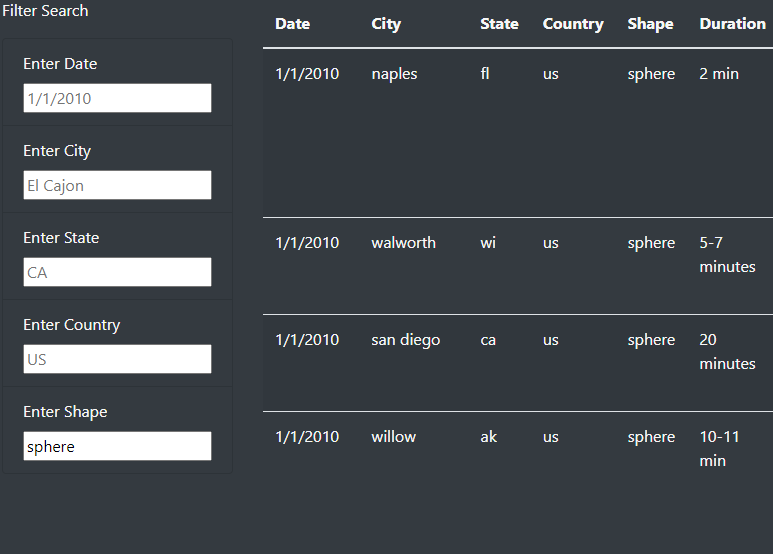 Filter Search
Enter Date
1/1/2010
Enter City
El Cajon
Enter State
CA
Enter Country
US
Enter Shape
sphere
Date City State Country Shape Duration
1/1/2010 naples fl us sphere 2 min
1/1/2010 walworth wi us sphere 5-7
minutes
1/1/2010 san diego ca us sphere 20
minutes
1/1/2010 willow ak us sphere 10-11
min